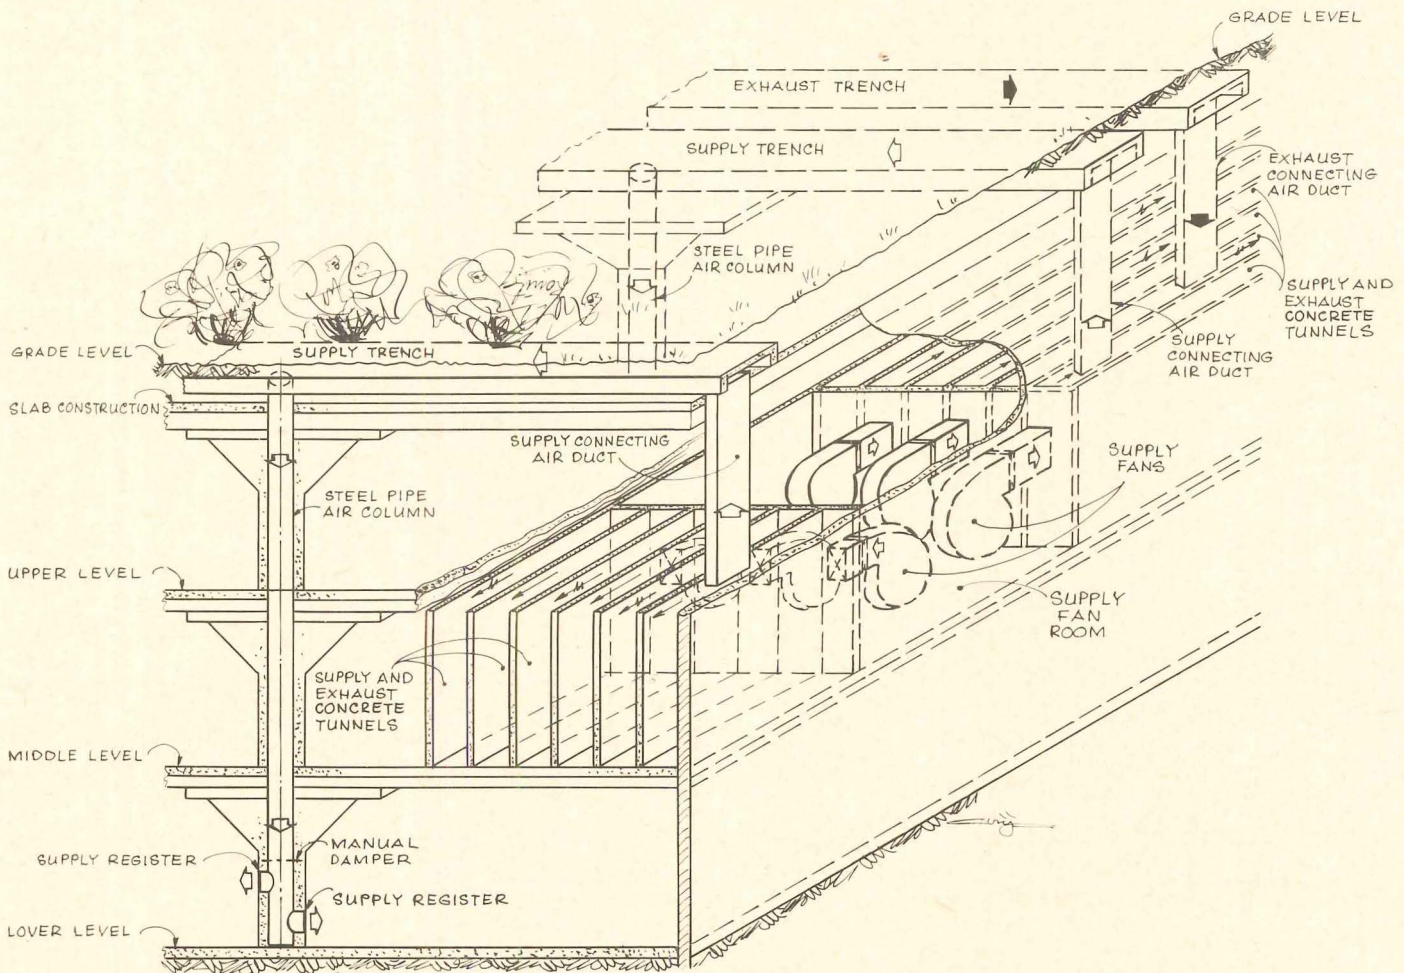 GRADE LEVEL
EXHAUST TRENCH
SUPPLY TRENCH
EXHAUST
CONNECTING
AIR DUCT
STEEL PIPE
AIR COLUMN
SUPPLY AND
EXHAUST
CONCRETE
TUNNELS
GRADE LEVEL
SUPPLY TRENCH
SUPPLY
CONNECTING
AIR DUCT
SLAB CONSTRUCTION
SUPPLY CONNECTING
AIR DUCT
SUPPLY
FANS
STEEL PIPE
AIR COLUMN
UPPER LEVEL
SUPPLY
FAN
ROOM
SUPPLY AND
EXHAUST
CONCRETE
TUNNELS
MIDDLE LEVEL
MANUAL
DAMPER
SUPPLY REGISTER
SUPPLY REGISTER
LOVER LEVEL